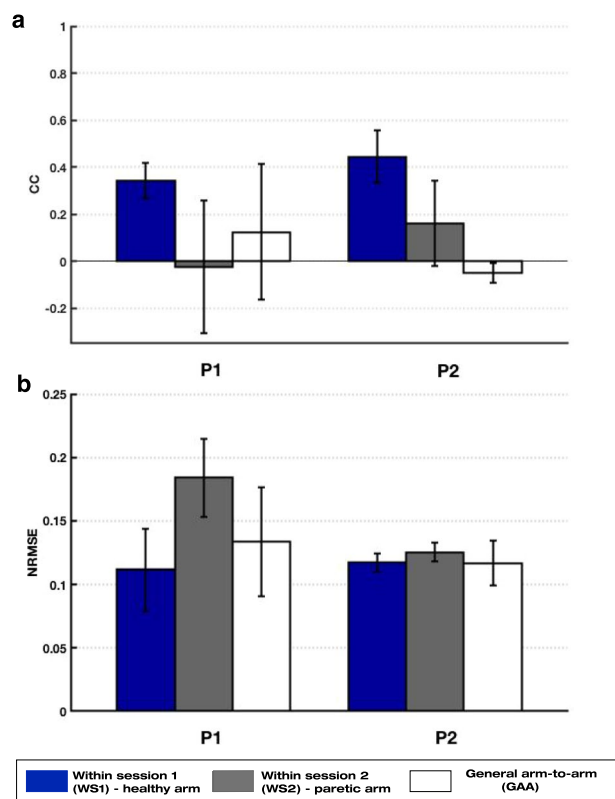 a
1
0.8
0.6
0.4
0.2
0
-0.2
CC
P1 P2
b
0.25
0.2
0.15
0.1
0.05
0
NRMSE
P1 P2
Within session 1
(WS1) - healthy arm
Within session 2
(WS2) - paretic arm
General arm-to-arm
(GAA)